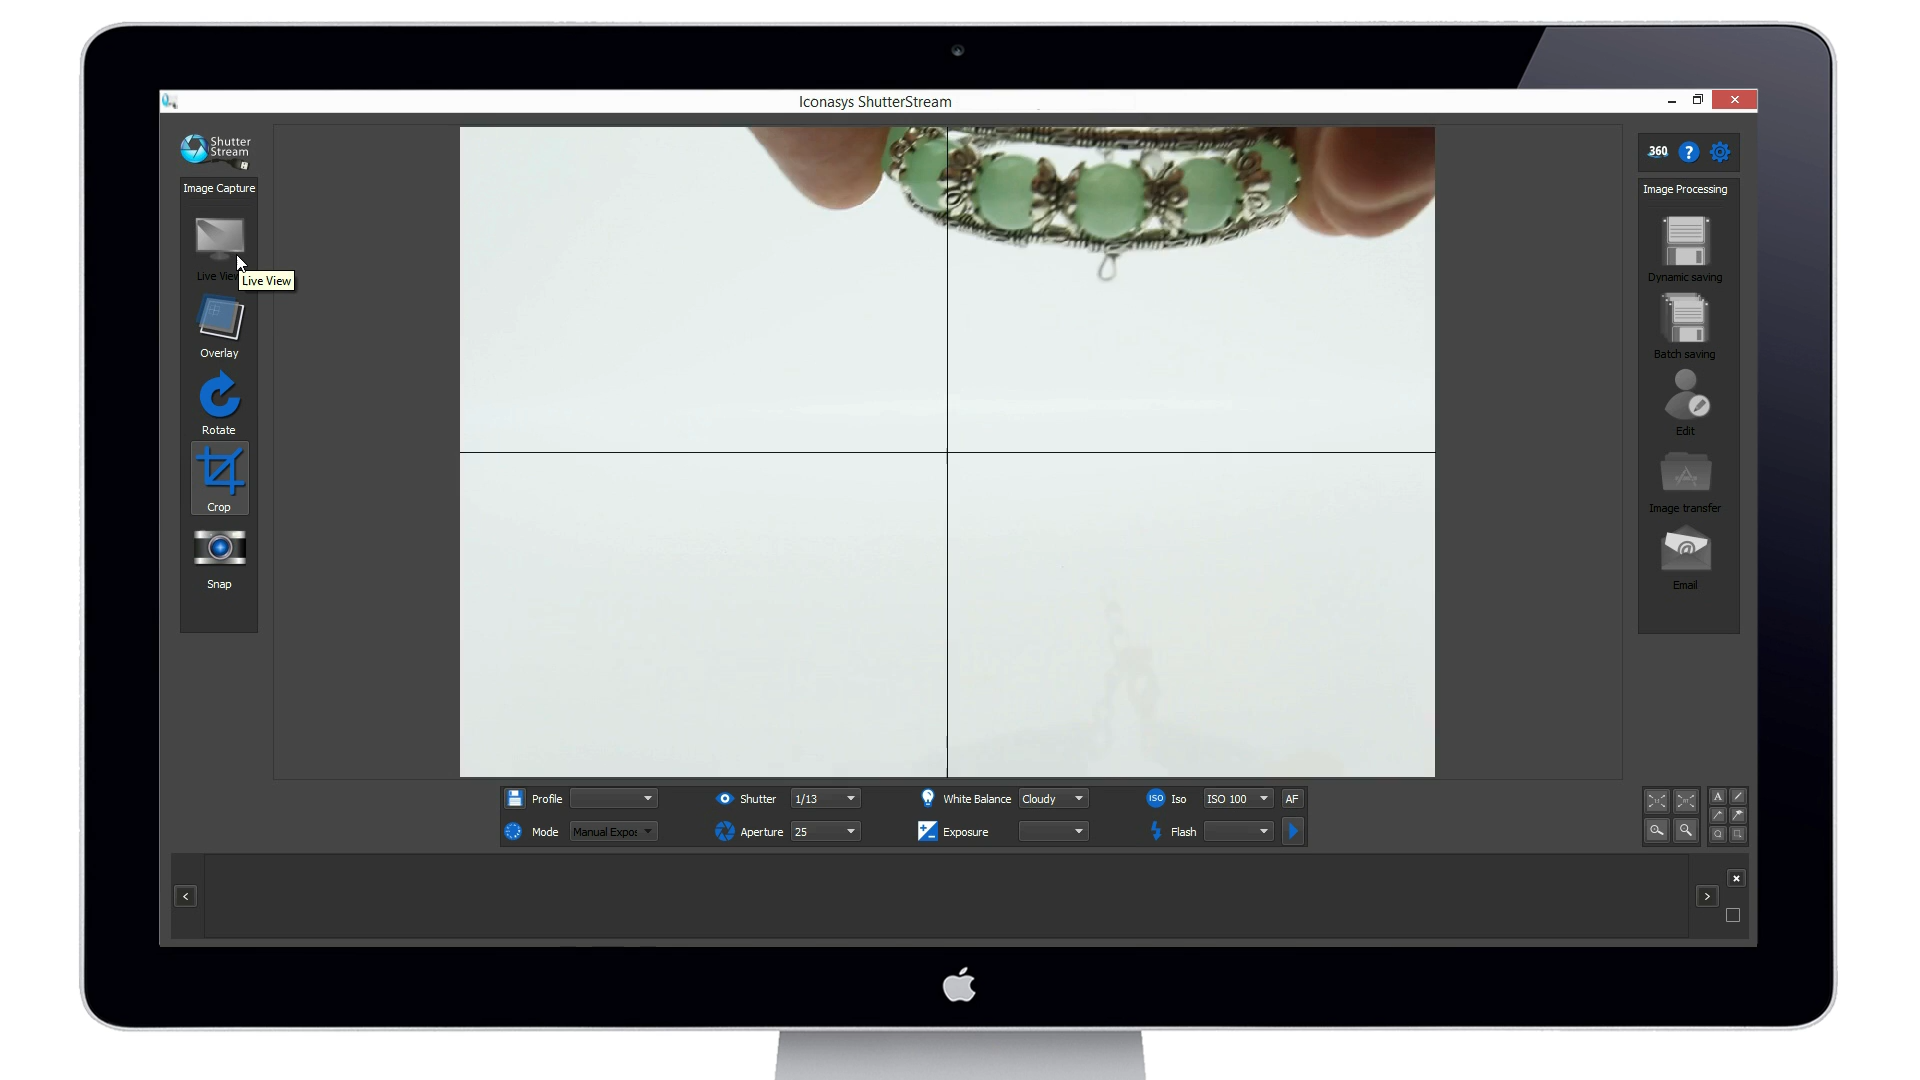 Iconasys ShutterStream
Shutter
Stream
Image Capture
Live View
Live View
Overlay
Rotate
Crop
Snap
360
?
Image Processing
Dynamic saving
Batch saving
Edit
Image transfer
@
Email
Profile
Shutter 1/13
White Balance Cloudy
ISO Iso ISO 100 AF
Mode Manual Expos
Aperture 25
Exposure
Flash
A
<
>